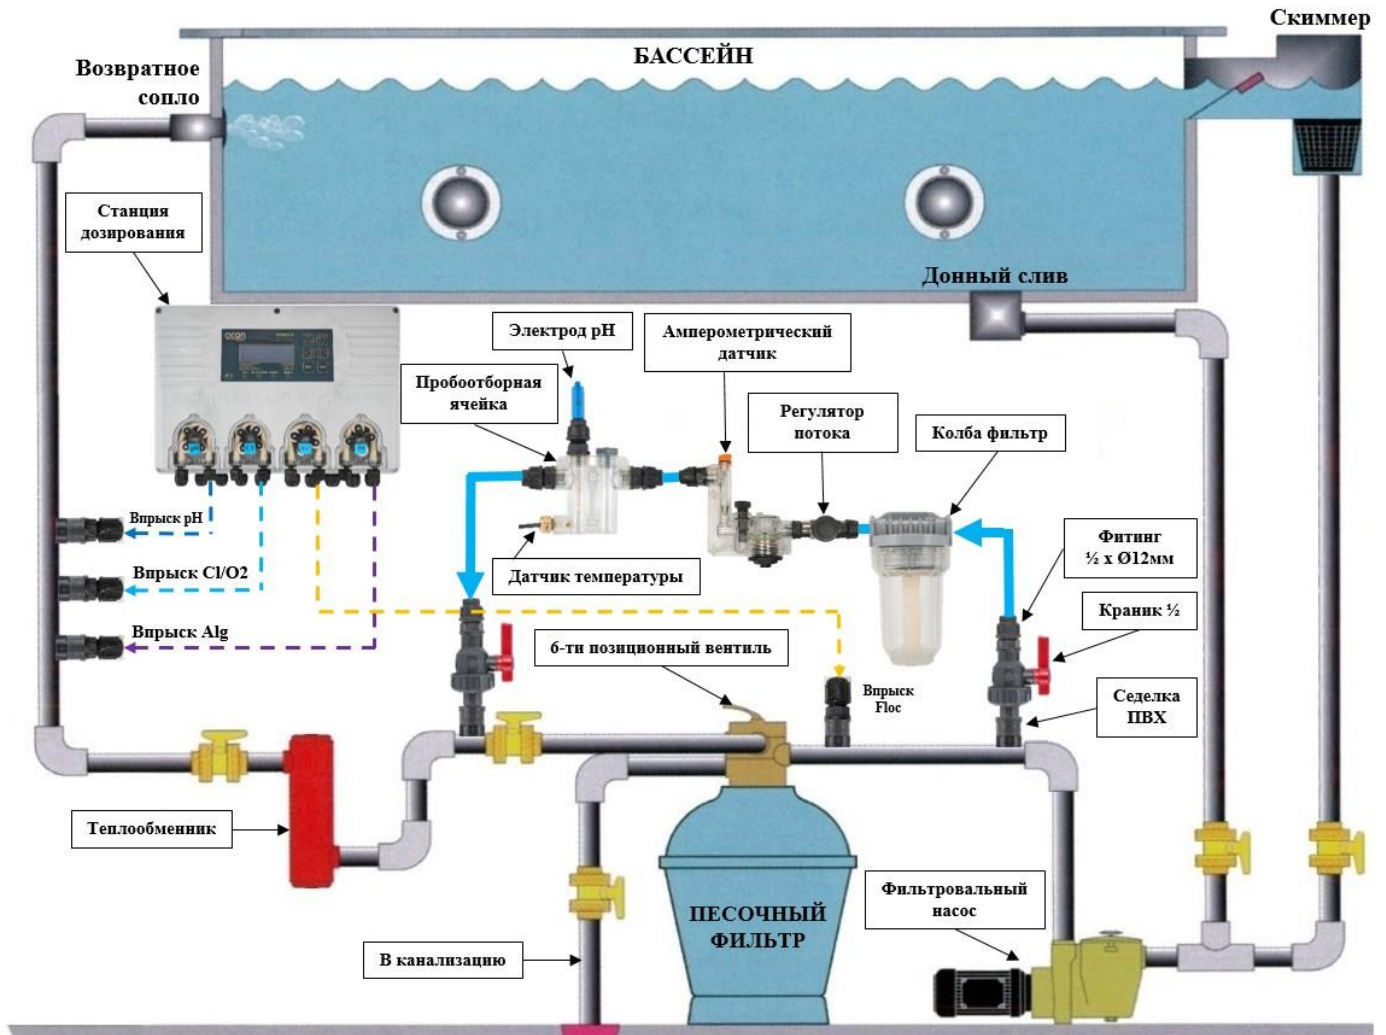 Скиммер
БАССЕЙН
Возвратное
сопло
Станция
дозирования
Донный слив
Электрод pH
Амперометрический
датчик
Пробоотборная
ячейка
Регулятор
потока
Колба фильтр
Впрыск pH
Фитинг
½ x Ø12мм
Датчик температуры
Впрыск Cl/O2
Краник ½
Впрыск Alg
6-ти позиционный вентиль
Впрыск
Floc
Седелка
ПВХ
Теплообменник
Фильтровальный
насос
ПЕСОЧНЫЙ
ФИЛЬТР
В канализацию